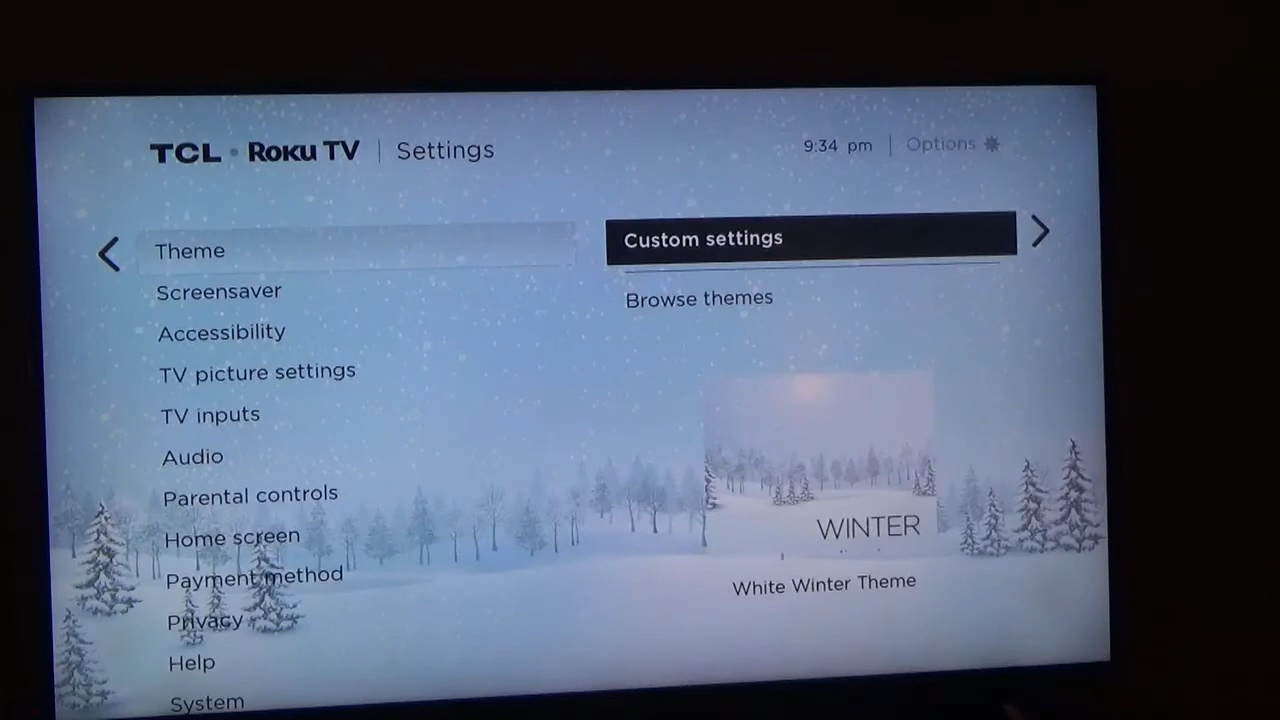 TCL • Roku TV | Settings
9:34 pm | Options
Theme
Screensaver
Accessibility
TV picture settings
TV inputs
Audio
Parental controls
Home screen
Payment method
Privacy
Help
System
Custom settings
Browse themes
WINTER
White Winter Theme